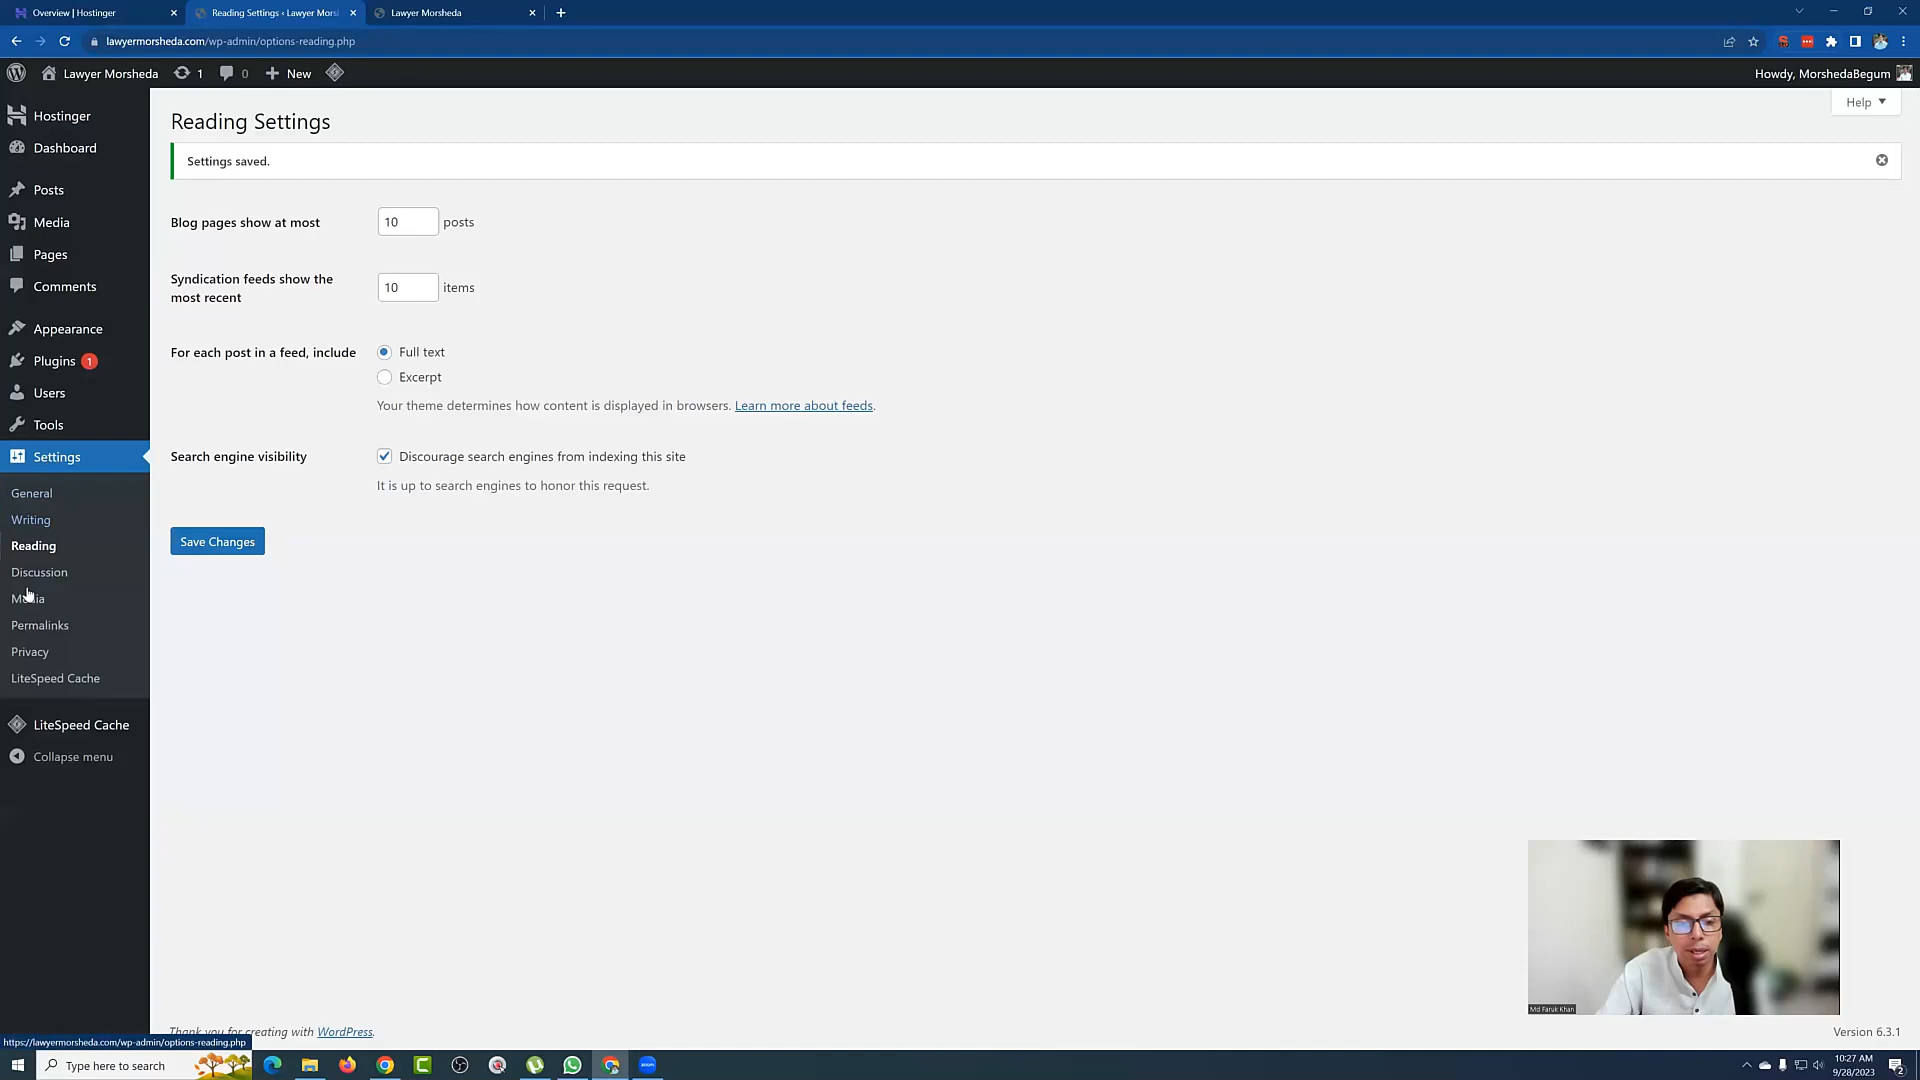 Overview | Hostinger
Reading Settings ‹ Lawyer Morsh
Lawyer Morsheda
lawyermorsheda.com/wp-admin/options-reading.php
Lawyer Morsheda
1
0
New
Howdy, MorshedaBegum
Help
Hostinger
Dashboard
Posts
Media
Pages
Comments
Appearance
Plugins 1
Users
Tools
Settings
General
Writing
Reading
Discussion
Media
Permalinks
Privacy
LiteSpeed Cache
LiteSpeed Cache
Collapse menu
Reading Settings
Settings saved.
Blog pages show at most
10 posts
Syndication feeds show the
most recent
10 items
For each post in a feed, include
Full text
Excerpt
Your theme determines how content is displayed in browsers. Learn more about feeds.
Search engine visibility
Discourage search engines from indexing this site
It is up to search engines to honor this request.
Save Changes
Md Faruk Khan
Thank you for creating with WordPress.
Version 6.3.1
https://lawyermorsheda.com/wp-admin/options-reading.php
Type here to search
zoom
10:27 AM
9/28/2023
2